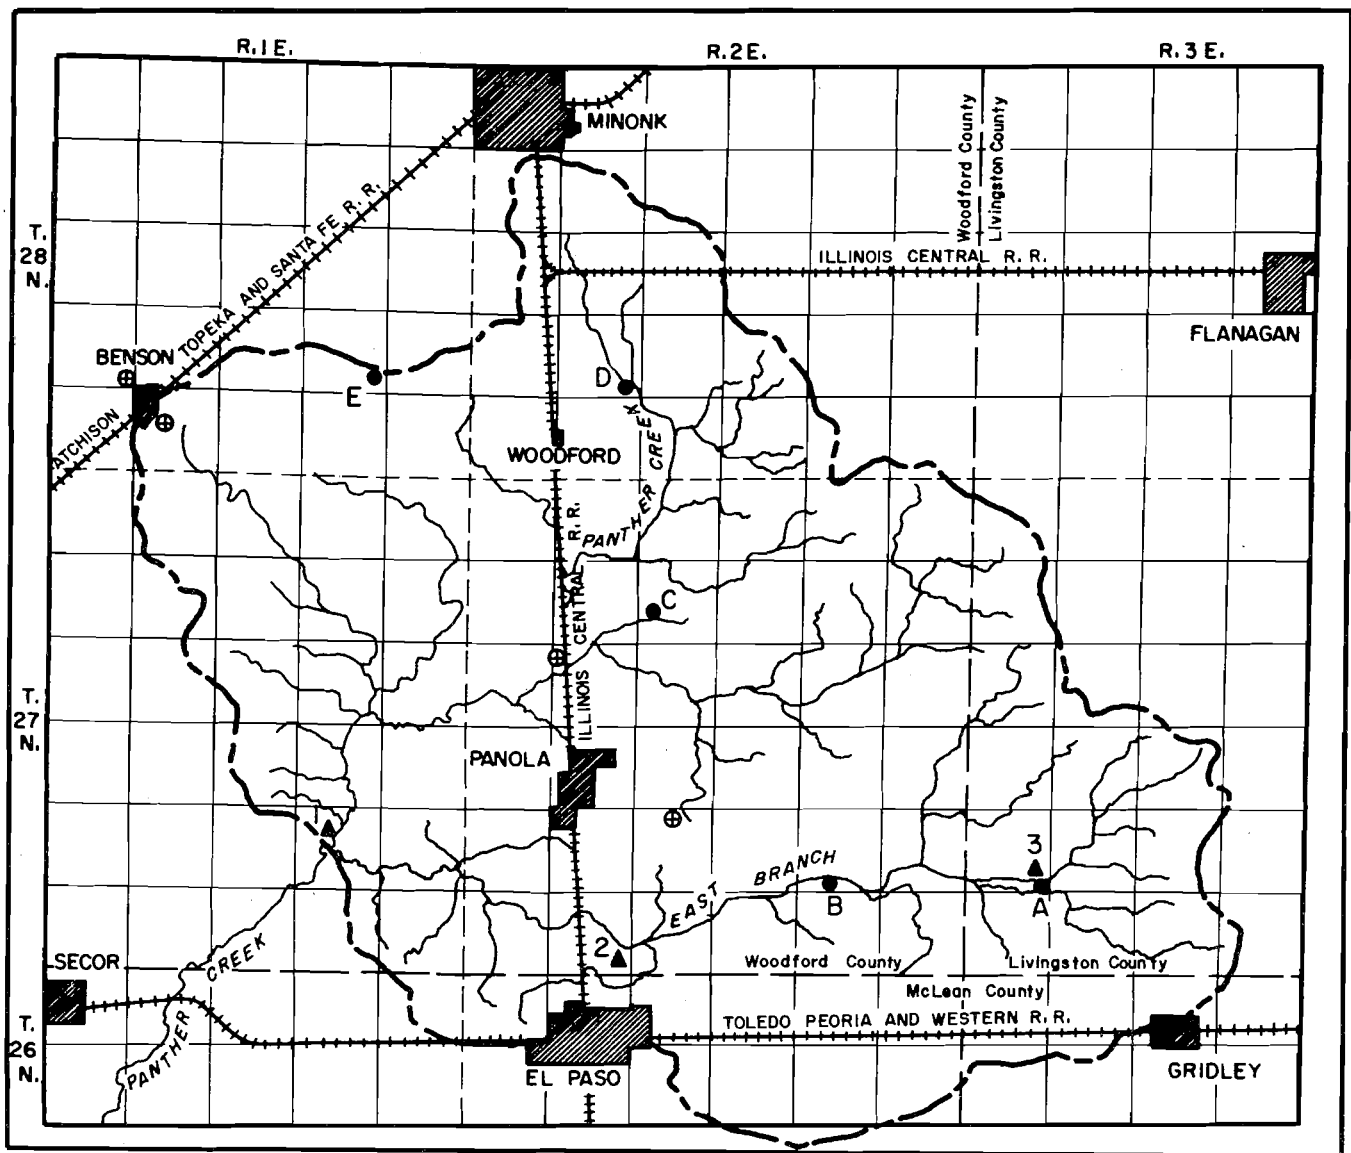 R. 1 E.
R. 2 E.
R. 3 E.
MINONK
Woodford County
Livingston County
T.
28
N.
ATCHISON TOPEKA AND SANTA FE R. R.
ILLINOIS CENTRAL R. R.
FLANAGAN
BENSON
E
D
WOODFORD
PANTHER CREEK
C
ILLINOIS CENTRAL R. R.
T.
27
N.
PANOLA
3
A
EAST BRANCH
B
2
SECOR
PANTHER CREEK
Woodford County
Livingston County
McLean County
TOLEDO PEORIA AND WESTERN R. R.
T.
26
N.
EL PASO
GRIDLEY